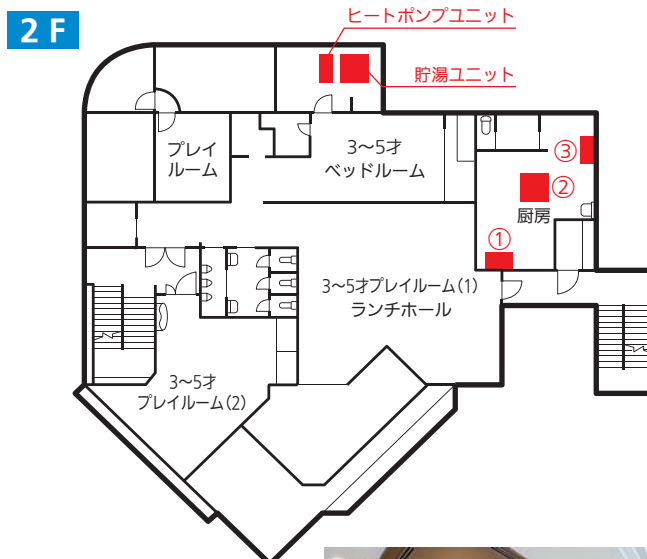 2F
ヒートポンプユニット
貯湯ユニット
プレイ
ルーム
3〜5才
ベッドルーム
③
②
厨房
①
3〜5才プレイルーム(1)
ランチホール
3〜5才
プレイルーム(2)